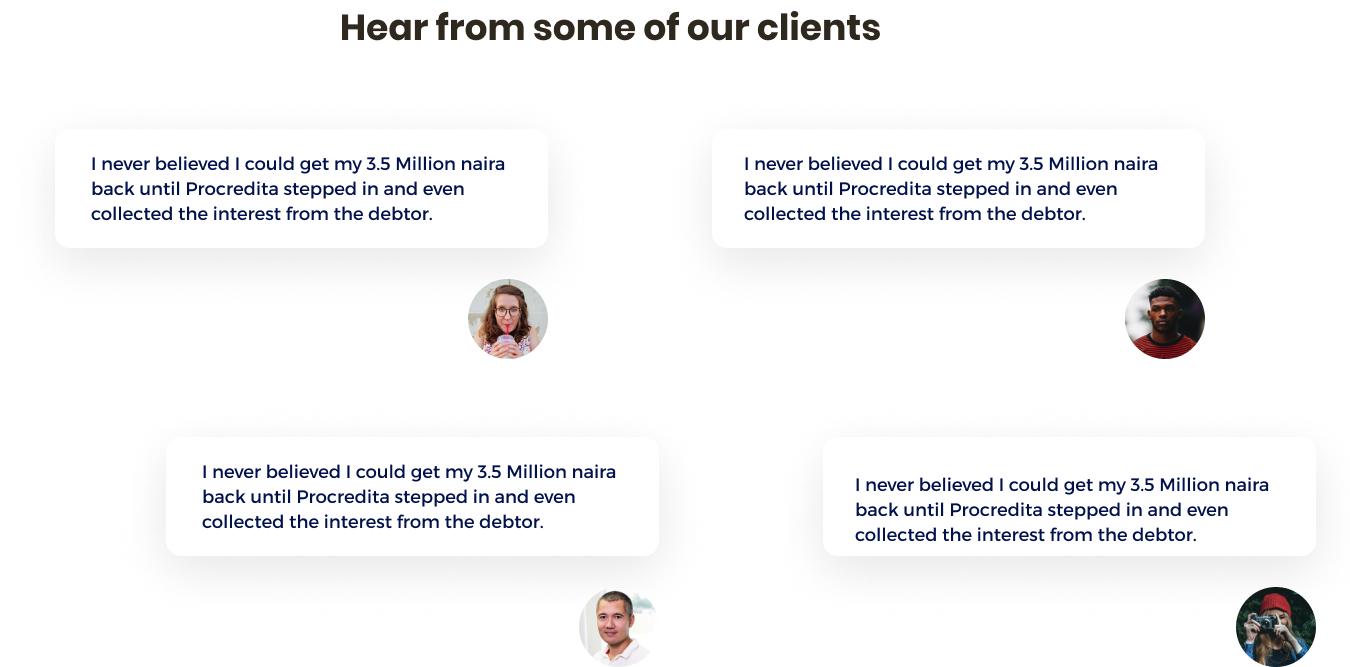 Hear from some of our clients
I never believed I could get my 3.5 Million naira
back until Procredita stepped in and even
collected the interest from the debtor.
I never believed I could get my 3.5 Million naira
back until Procredita stepped in and even
collected the interest from the debtor.
I never believed I could get my 3.5 Million naira
back until Procredita stepped in and even
collected the interest from the debtor.
I never believed I could get my 3.5 Million naira
back until Procredita stepped in and even
collected the interest from the debtor.